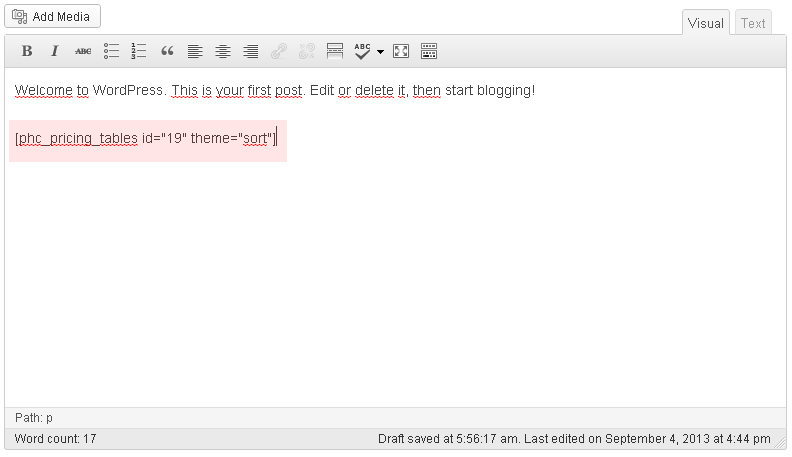 Add Media
Visual Text
B I ABC ABC
Welcome to WordPress. This is your first post. Edit or delete it, then start blogging!
[phc_pricing_tables id="19" theme="sort"]
Path: p
Word count: 17 Draft saved at 5:56:17 am. Last edited on September 4, 2013 at 4:44 pm